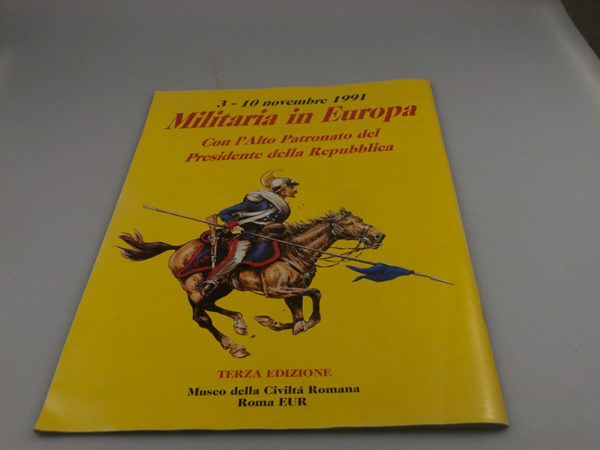 3 - 10 novembre 1991
Militaria in Europa
Con l'Alto Patronato del
Presidente della Repubblica
TERZA EDIZIONE
Museo della Civiltá Romana
Roma EUR